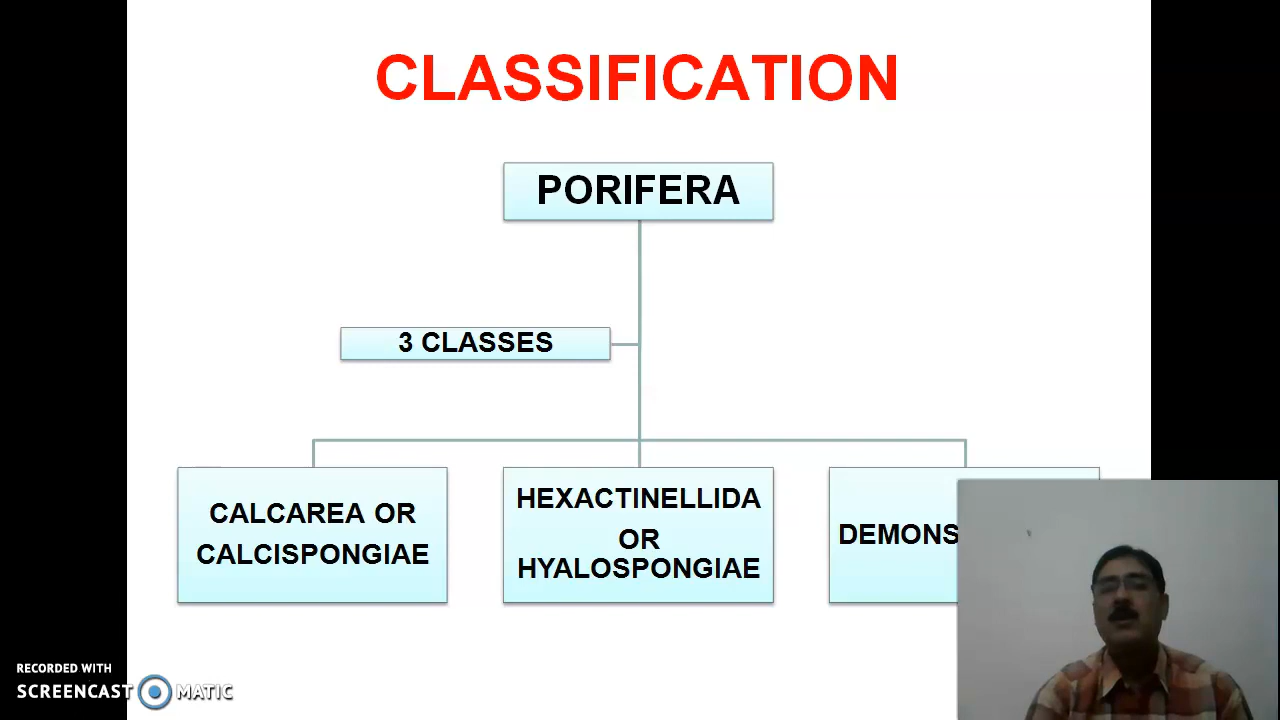 CLASSIFICATION
PORIFERA
3 CLASSES
CALCAREA OR
CALCISPONGIAE
HEXACTINELLIDA
OR
HYALOSPONGIAE
DEMONS
RECORDED WITH
SCREENCAST MATIC